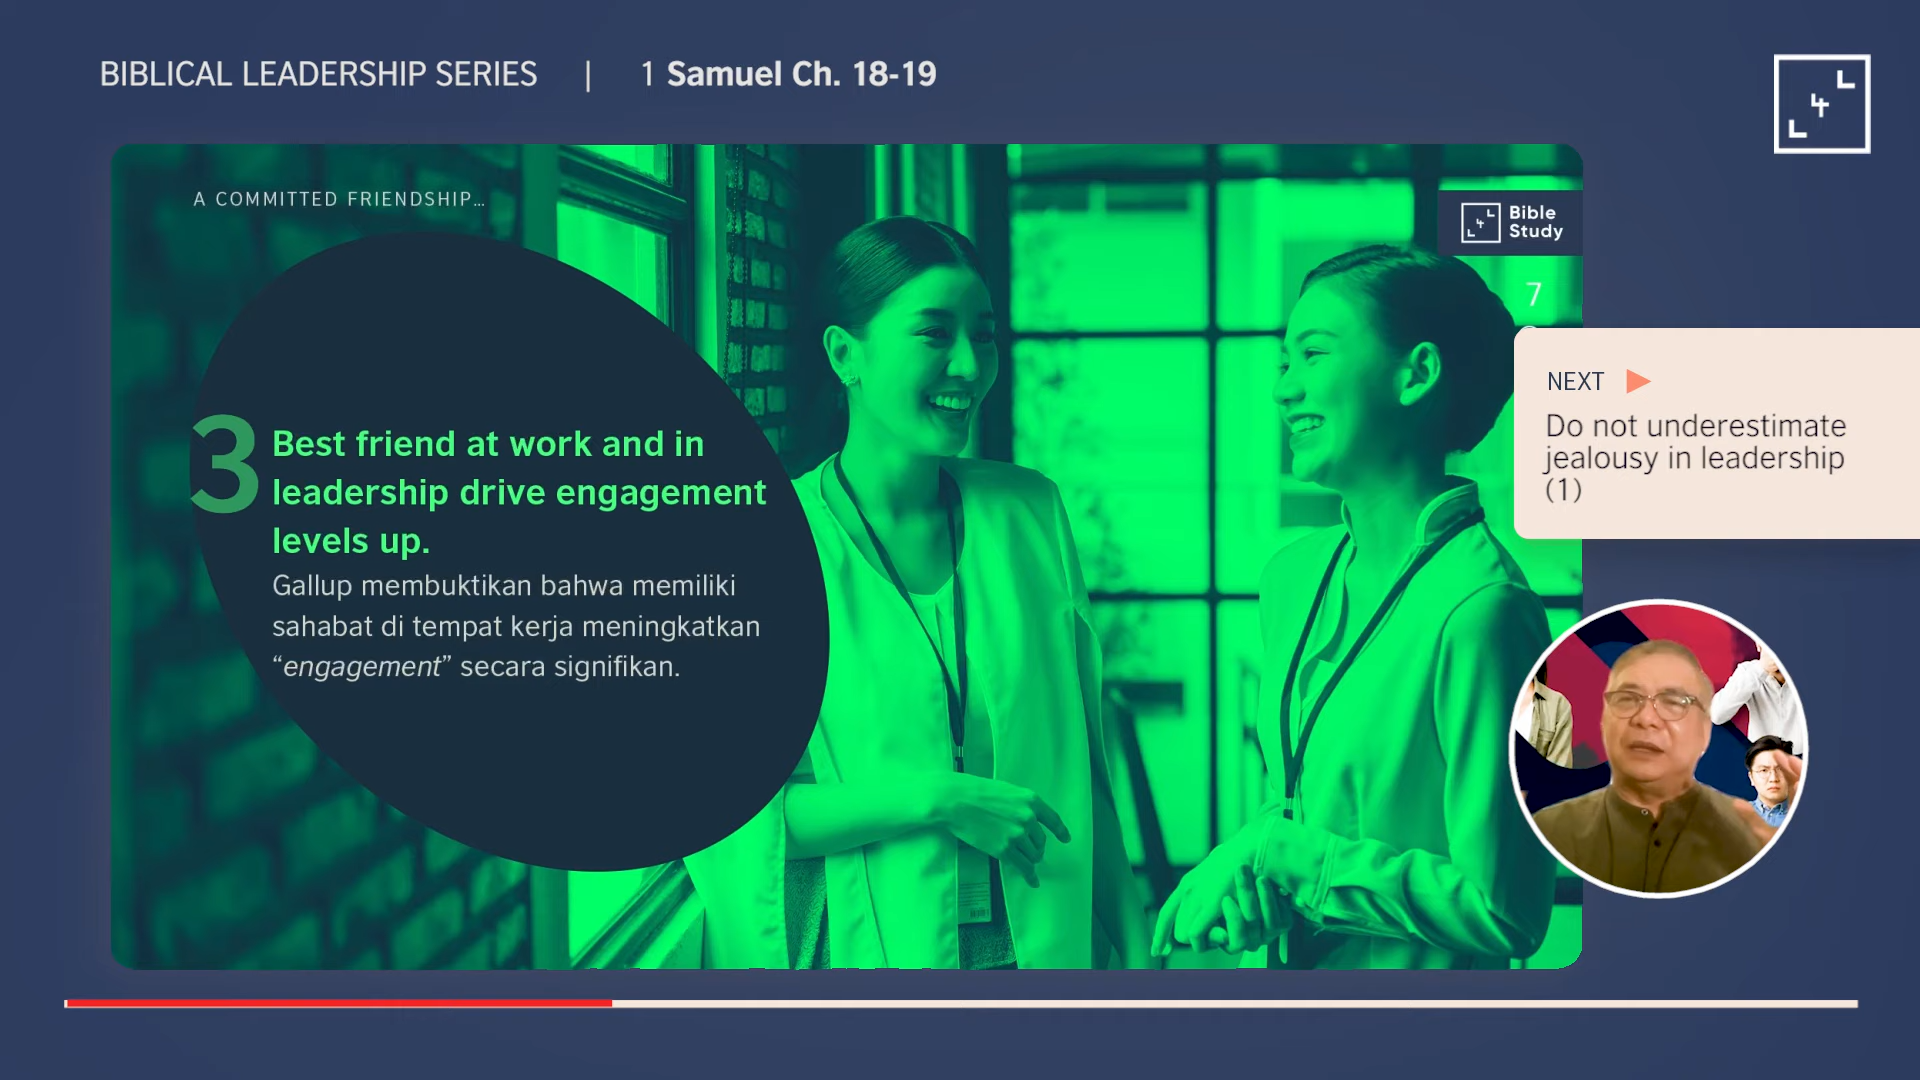 BIBLICAL LEADERSHIP SERIES | 1 Samuel Ch. 18-19
A COMMITTED FRIENDSHIP…
Bible
Study
7
3
Best friend at work and in
leadership drive engagement
levels up.
Gallup membuktikan bahwa memiliki
sahabat di tempat kerja meningkatkan
“engagement” secara signifikan.
NEXT
Do not underestimate
jealousy in leadership
(1)